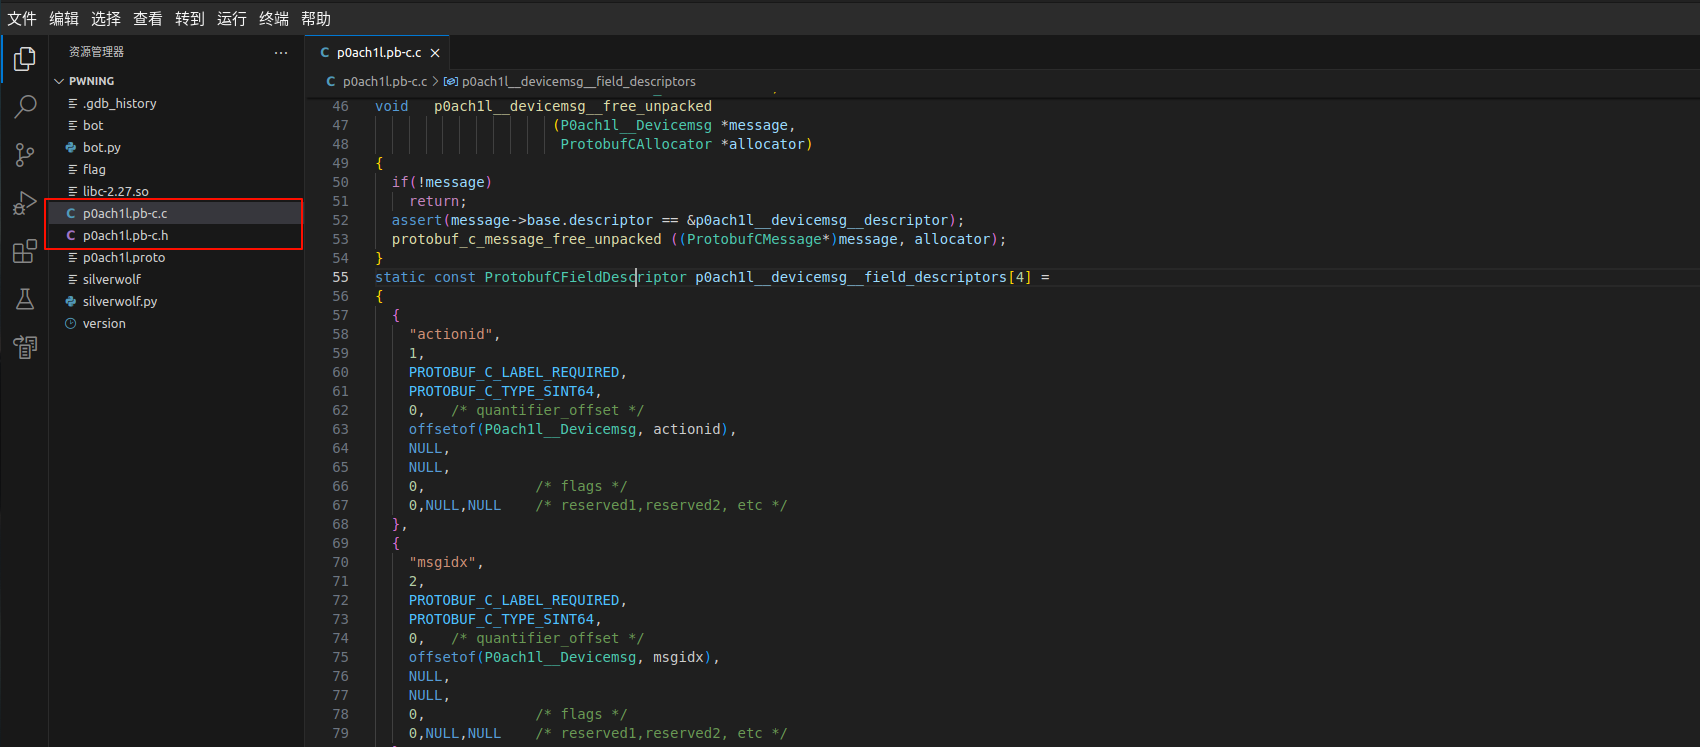 文件 编辑 选择 查看 转到 运行 终端 帮助
资源管理器 ···
PWNING
.gdb_history
bot
bot.py
flag
libc-2.27.so
C p0ach1l.pb-c.c
C p0ach1l.pb-c.h
p0ach1l.proto
silverwolf
silverwolf.py
version
C p0ach1l.pb-c.c ×
C p0ach1l.pb-c.c > p0ach1l__devicemsg__field_descriptors
46 void   p0ach1l__devicemsg__free_unpacked
47                      (P0ach1l__Devicemsg *message,
48                       ProtobufCAllocator *allocator)
49 {
50   if(!message)
51     return;
52   assert(message->base.descriptor == &p0ach1l__devicemsg__descriptor);
53   protobuf_c_message_free_unpacked ((ProtobufCMessage*)message, allocator);
54 }
55 static const ProtobufCFieldDescriptor p0ach1l__devicemsg__field_descriptors[4] =
56 {
57   {
58     "actionid",
59     1,
60     PROTOBUF_C_LABEL_REQUIRED,
61     PROTOBUF_C_TYPE_SINT64,
62     0,   /* quantifier_offset */
63     offsetof(P0ach1l__Devicemsg, actionid),
64     NULL,
65     NULL,
66     0,             /* flags */
67     0,NULL,NULL    /* reserved1,reserved2, etc */
68   },
69   {
70     "msgidx",
71     2,
72     PROTOBUF_C_LABEL_REQUIRED,
73     PROTOBUF_C_TYPE_SINT64,
74     0,   /* quantifier_offset */
75     offsetof(P0ach1l__Devicemsg, msgidx),
76     NULL,
77     NULL,
78     0,             /* flags */
79     0,NULL,NULL    /* reserved1,reserved2, etc */